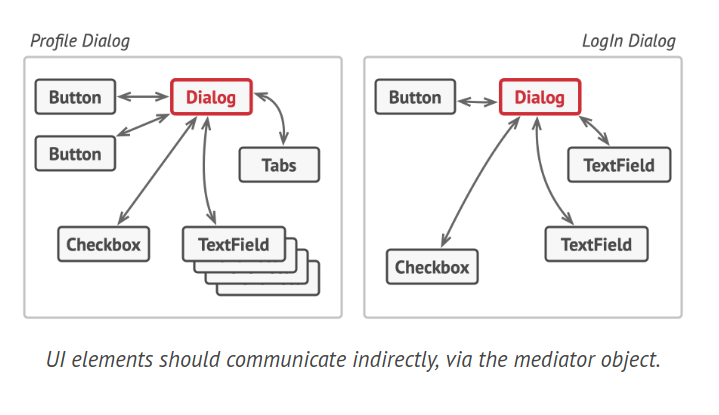 Profile Dialog
Button
Dialog
Button
Tabs
Checkbox
TextField
LogIn Dialog
Button
Dialog
TextField
TextField
Checkbox
UI elements should communicate indirectly, via the mediator object.